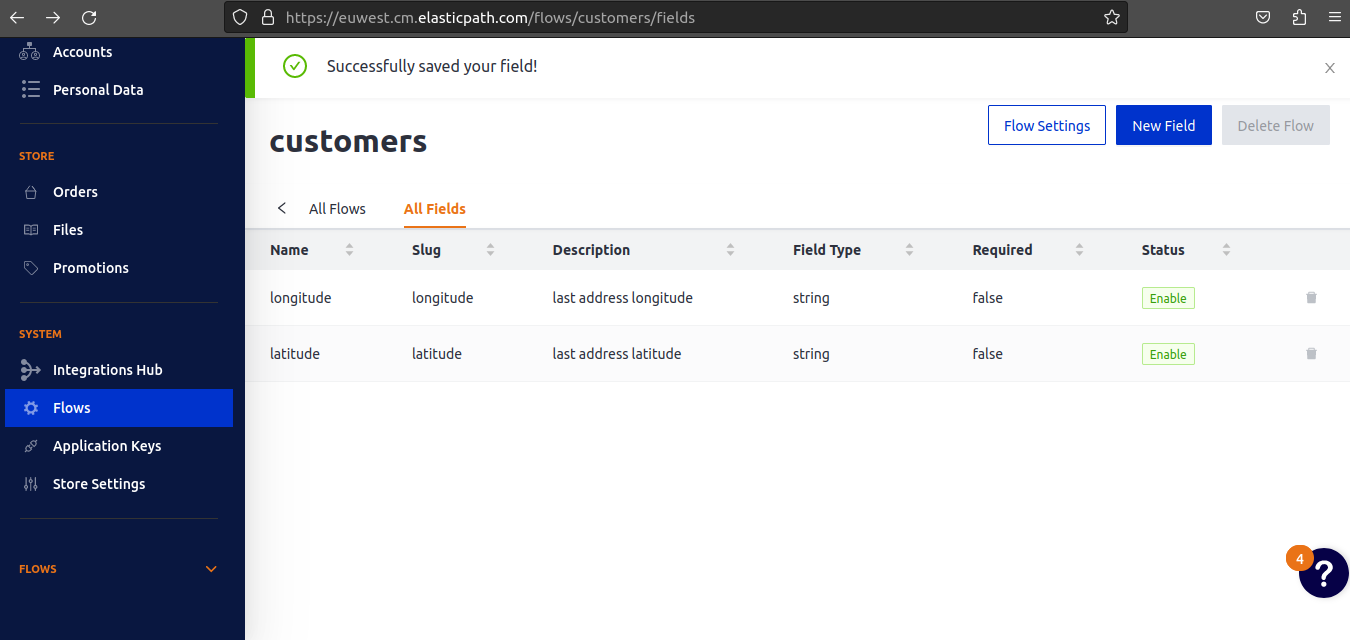 https://euwest.cm.elasticpath.com/flows/customers/fields
Accounts
Personal Data
STORE
Orders
Files
Promotions
SYSTEM
Integrations Hub
Flows
Application Keys
Store Settings
FLOWS
Successfully saved your field!
X
customers
Flow Settings New Field Delete Flow
All Flows All Fields
Name Slug Description Field Type Required Status
longitude longitude last address longitude string false Enable
latitude latitude last address latitude string false Enable
4
?